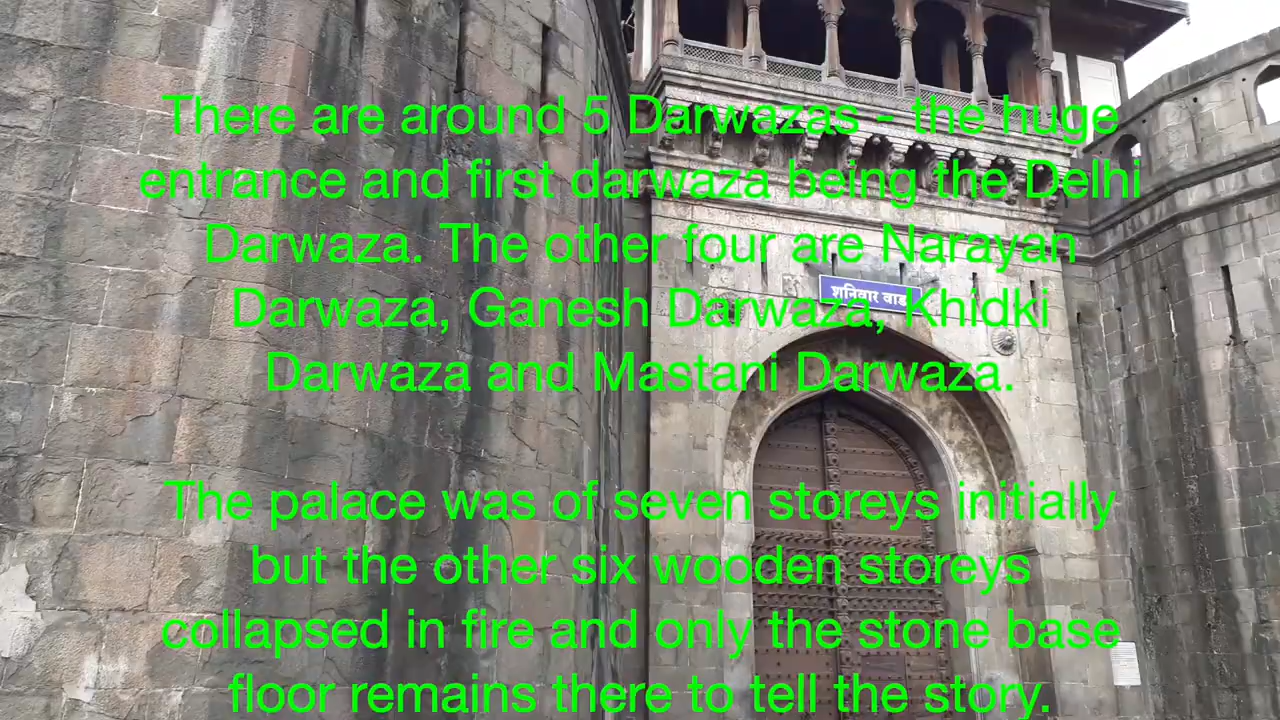 There are around 5 Darwazas - the huge
entrance and first darwaza being the Delhi
Darwaza. The other four are Narayan
शनिवार वाडा
Darwaza, Ganesh Darwaza, Khidki
Darwaza and Mastani Darwaza.
The palace was of seven storeys initially
but the other six wooden storeys
collapsed in fire and only the stone base
floor remains there to tell the story.